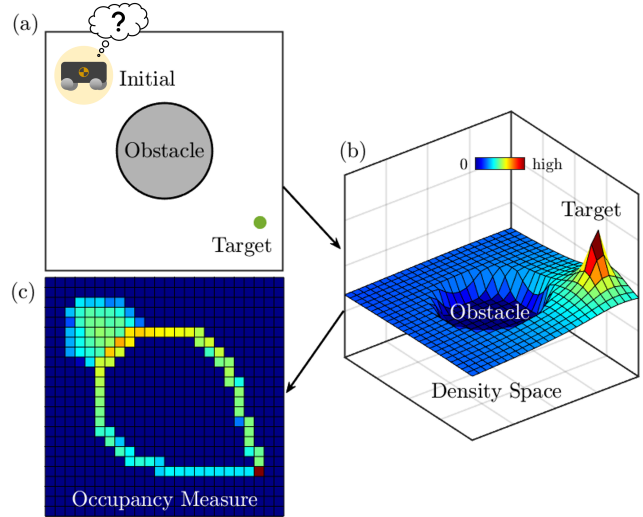 (a)
?
Initial
Obstacle
Target
(b)
0 high
Target
Obstacle
Density Space
(c)
Occupancy Measure